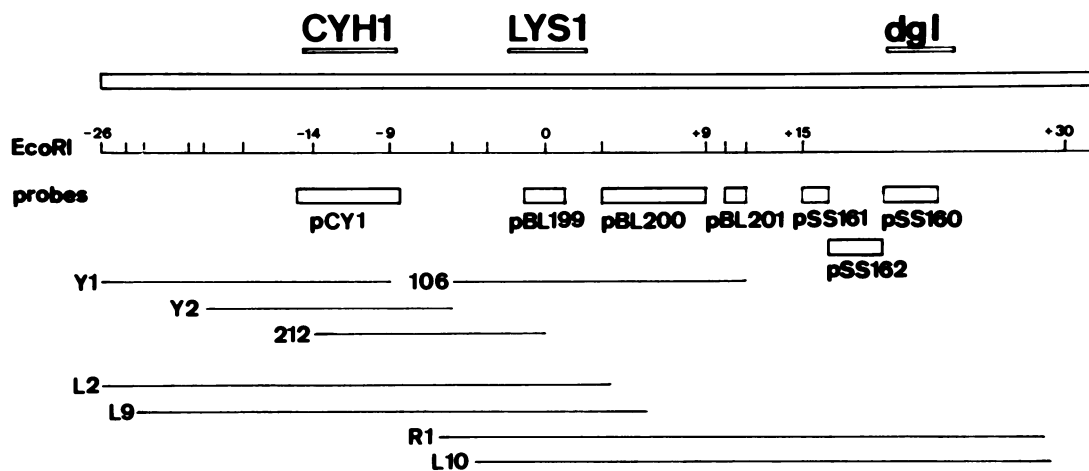 CYH1 LYS1 dgl
-26 -14 -9 0 +9 +15 +30
EcoRI
probes
pCY1 pBL199 pBL200 pBL201 pSS161 pSS160
pSS162
Y1 106
Y2
212
L2
L9
R1
L10